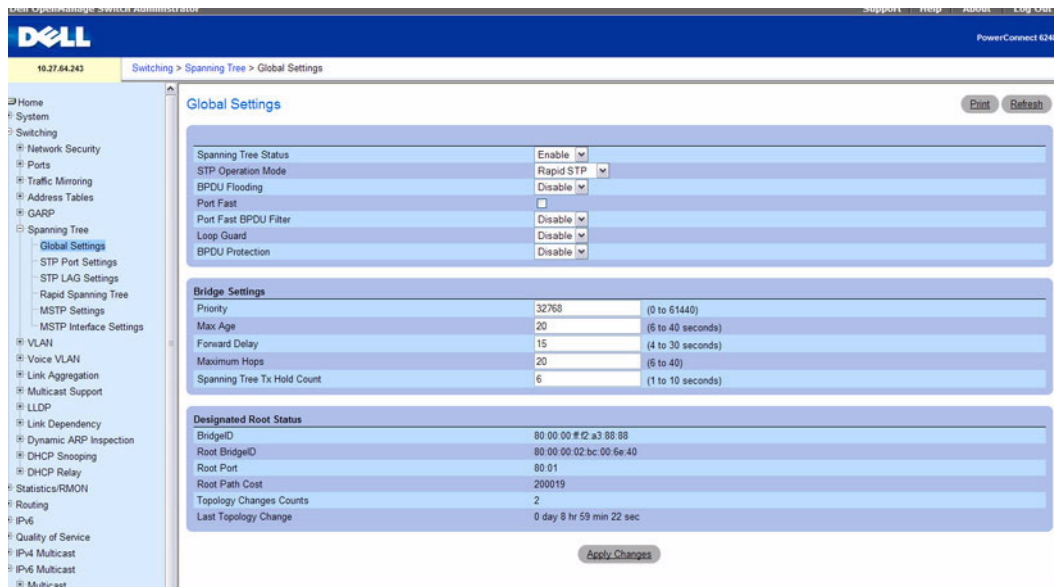 Dell OpenManage Switch Administrator
Support Help About Log Out
DELL
PowerConnect 624
10.27.64.243
Switching > Spanning Tree > Global Settings
Home
System
Switching
Network Security
Ports
Traffic Mirroring
Address Tables
GARP
Spanning Tree
Global Settings
STP Port Settings
STP LAG Settings
Rapid Spanning Tree
MSTP Settings
MSTP Interface Settings
VLAN
Voice VLAN
Link Aggregation
Multicast Support
LLDP
Link Dependency
Dynamic ARP Inspection
DHCP Snooping
DHCP Relay
Statistics/RMON
Routing
IPv6
Quality of Service
IPv4 Multicast
IPv6 Multicast
Multicast
Global Settings
Print Refresh
Spanning Tree Status Enable
STP Operation Mode Rapid STP
BPDU Flooding Disable
Port Fast
Port Fast BPDU Filter Disable
Loop Guard Disable
BPDU Protection Disable
Bridge Settings
Priority 32768 (0 to 61440)
Max Age 20 (6 to 40 seconds)
Forward Delay 15 (4 to 30 seconds)
Maximum Hops 20 (6 to 40)
Spanning Tree Tx Hold Count 6 (1 to 10 seconds)
Designated Root Status
BridgeID 80:00:00:ff:f2:a3:88:88
Root BridgeID 80:00:00:02:bc:00:6e:40
Root Port 80:01
Root Path Cost 200019
Topology Changes Counts 2
Last Topology Change 0 day 8 hr 59 min 22 sec
Apply Changes